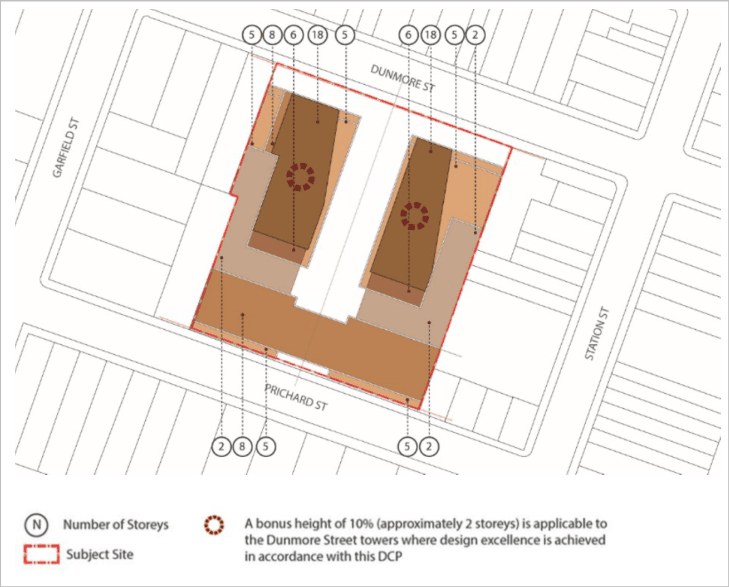 5 8 6 18 5 6 18 5 2
DUNMORE ST
GARFIELD ST
STATION ST
PRICHARD ST
2 8 5 5 2
N Number of Storeys
Subject Site
A bonus height of 10% (approximately 2 storeys) is applicable to
the Dunmore Street towers where design excellence is achieved
in accordance with this DCP